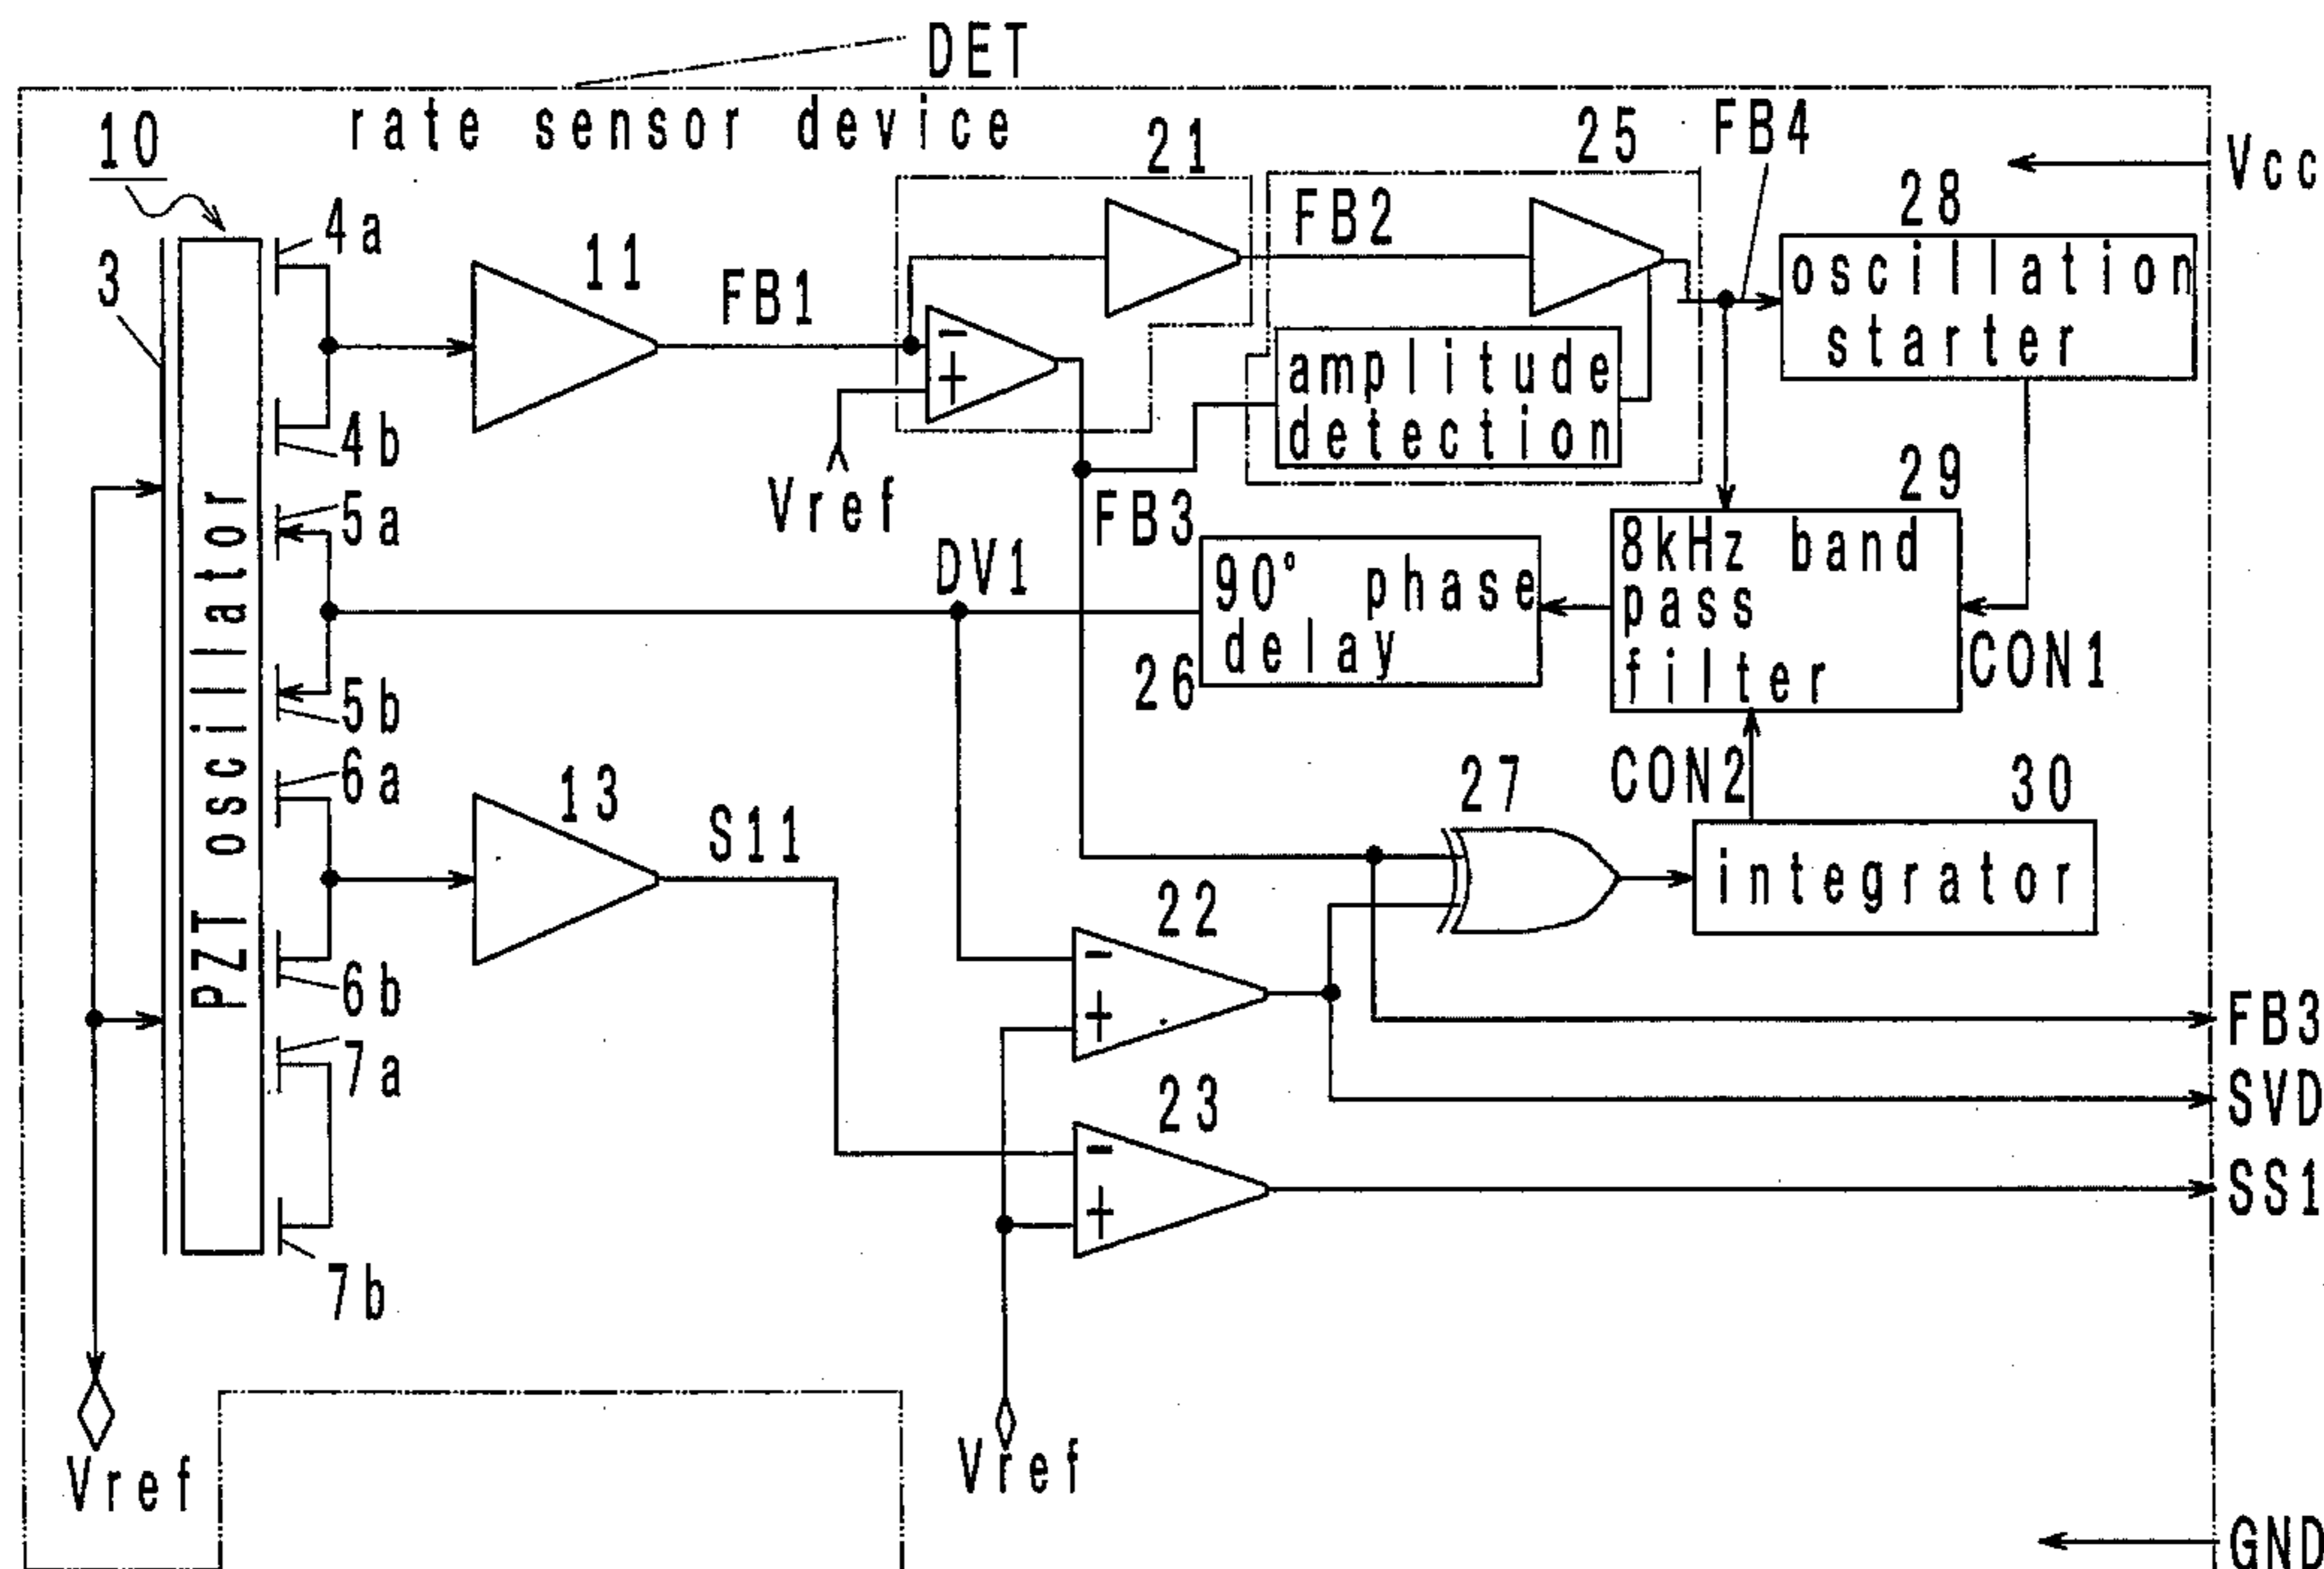 DET
rate sensor device
10
3
4a
4b
5a
5b
6a
6b
7a
7b
PZT oscillator
11
FB1
21
Vref
FB3
FB2
25
FB4
amplitude
detection
28
oscillation
starter
Vcc
29
8kHz band
pass
filter
CON1
CON2
90° phase
delay
26
DV1
13
S11
27
30
integrator
22
-
+
23
-
+
-
+
FB3
SVD
SS1
Vref
Vref
GND